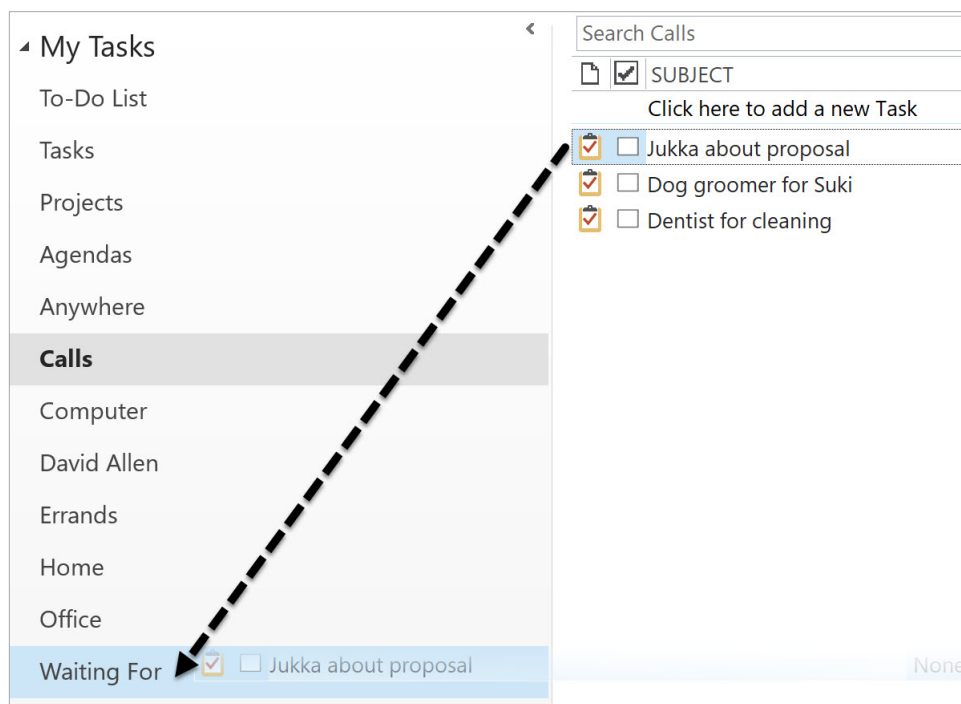 My Tasks
To-Do List
Tasks
Projects
Agendas
Anywhere
Calls
Computer
David Allen
Errands
Home
Office
Waiting For
Jukka about proposal
None
Search Calls
SUBJECT
Click here to add a new Task
Jukka about proposal
Dog groomer for Suki
Dentist for cleaning